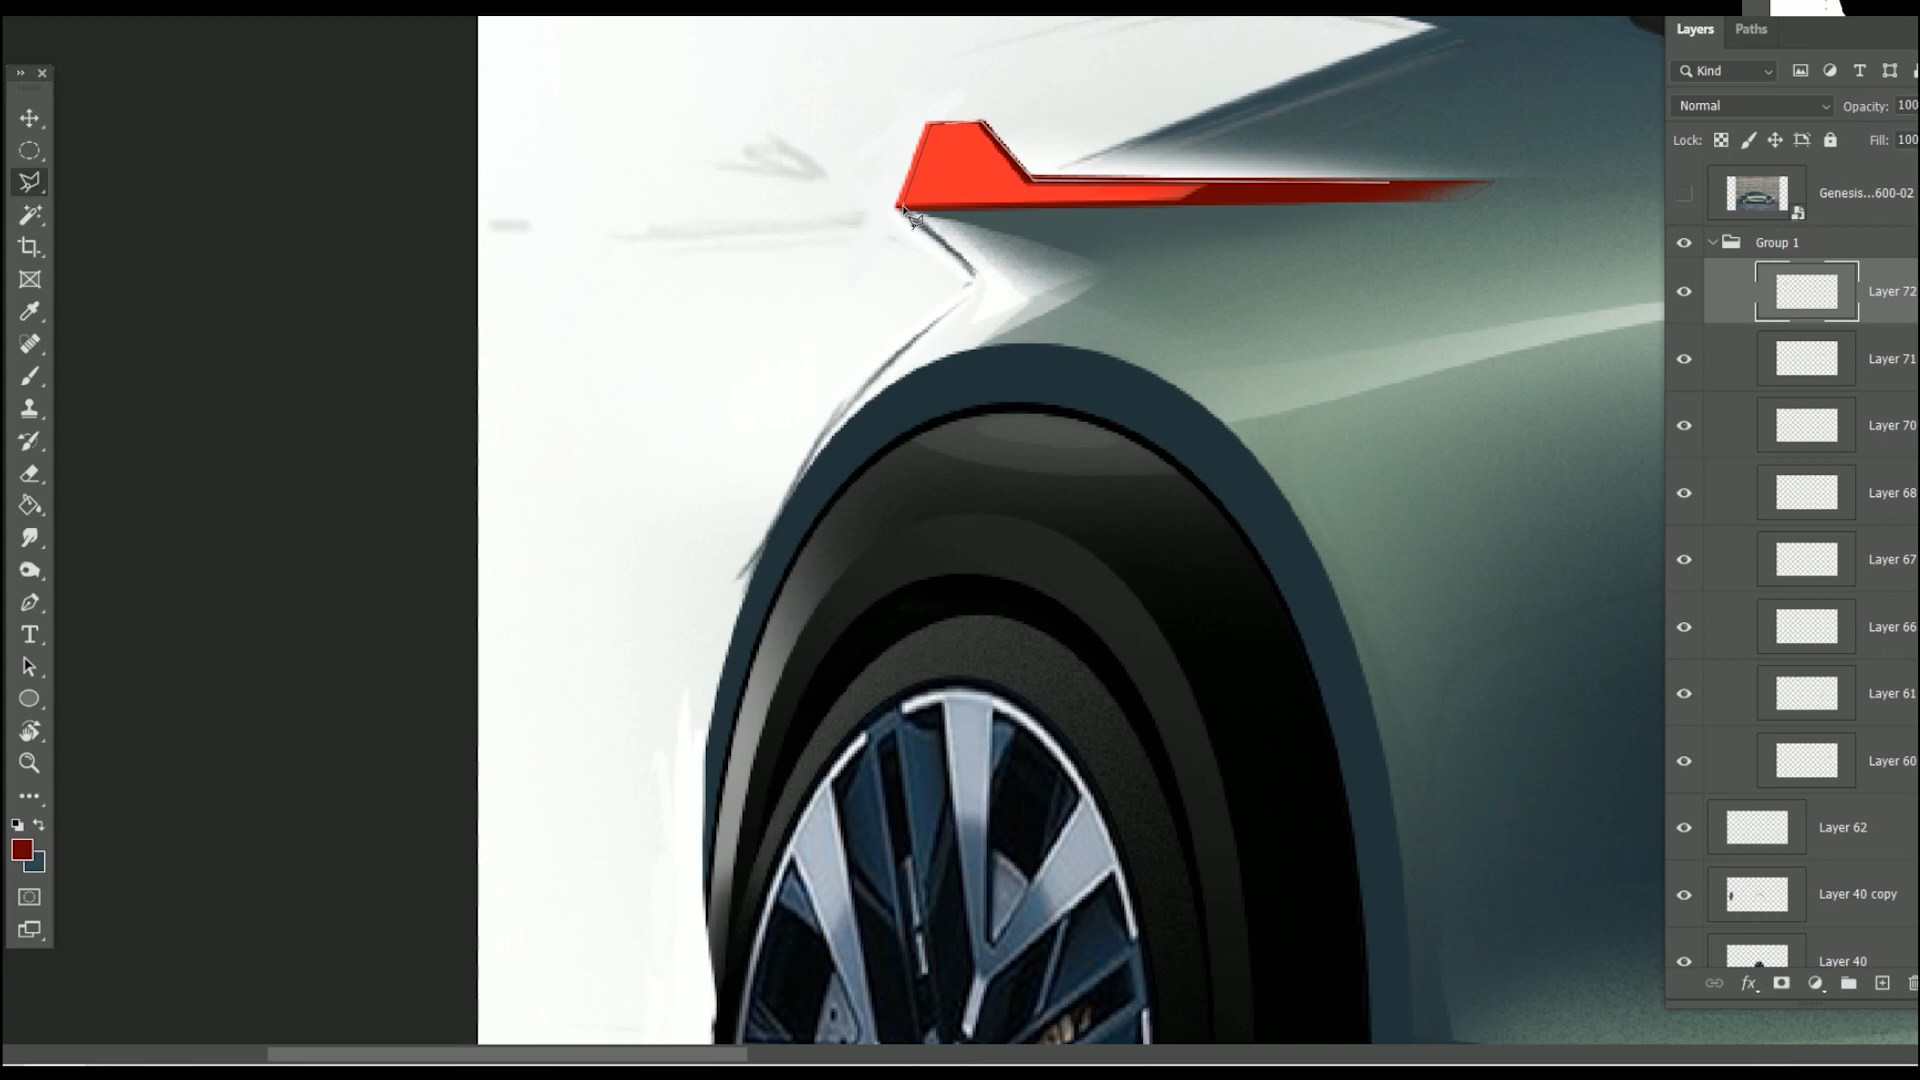 Layers Paths
Kind
Normal Opacity: 100
Lock: Fill: 100
Genesis...600-02
Group 1
Layer 72
Layer 71
Layer 70
Layer 68
Layer 67
Layer 66
Layer 61
Layer 60
Layer 62
Layer 40 copy
Layer 40
fx